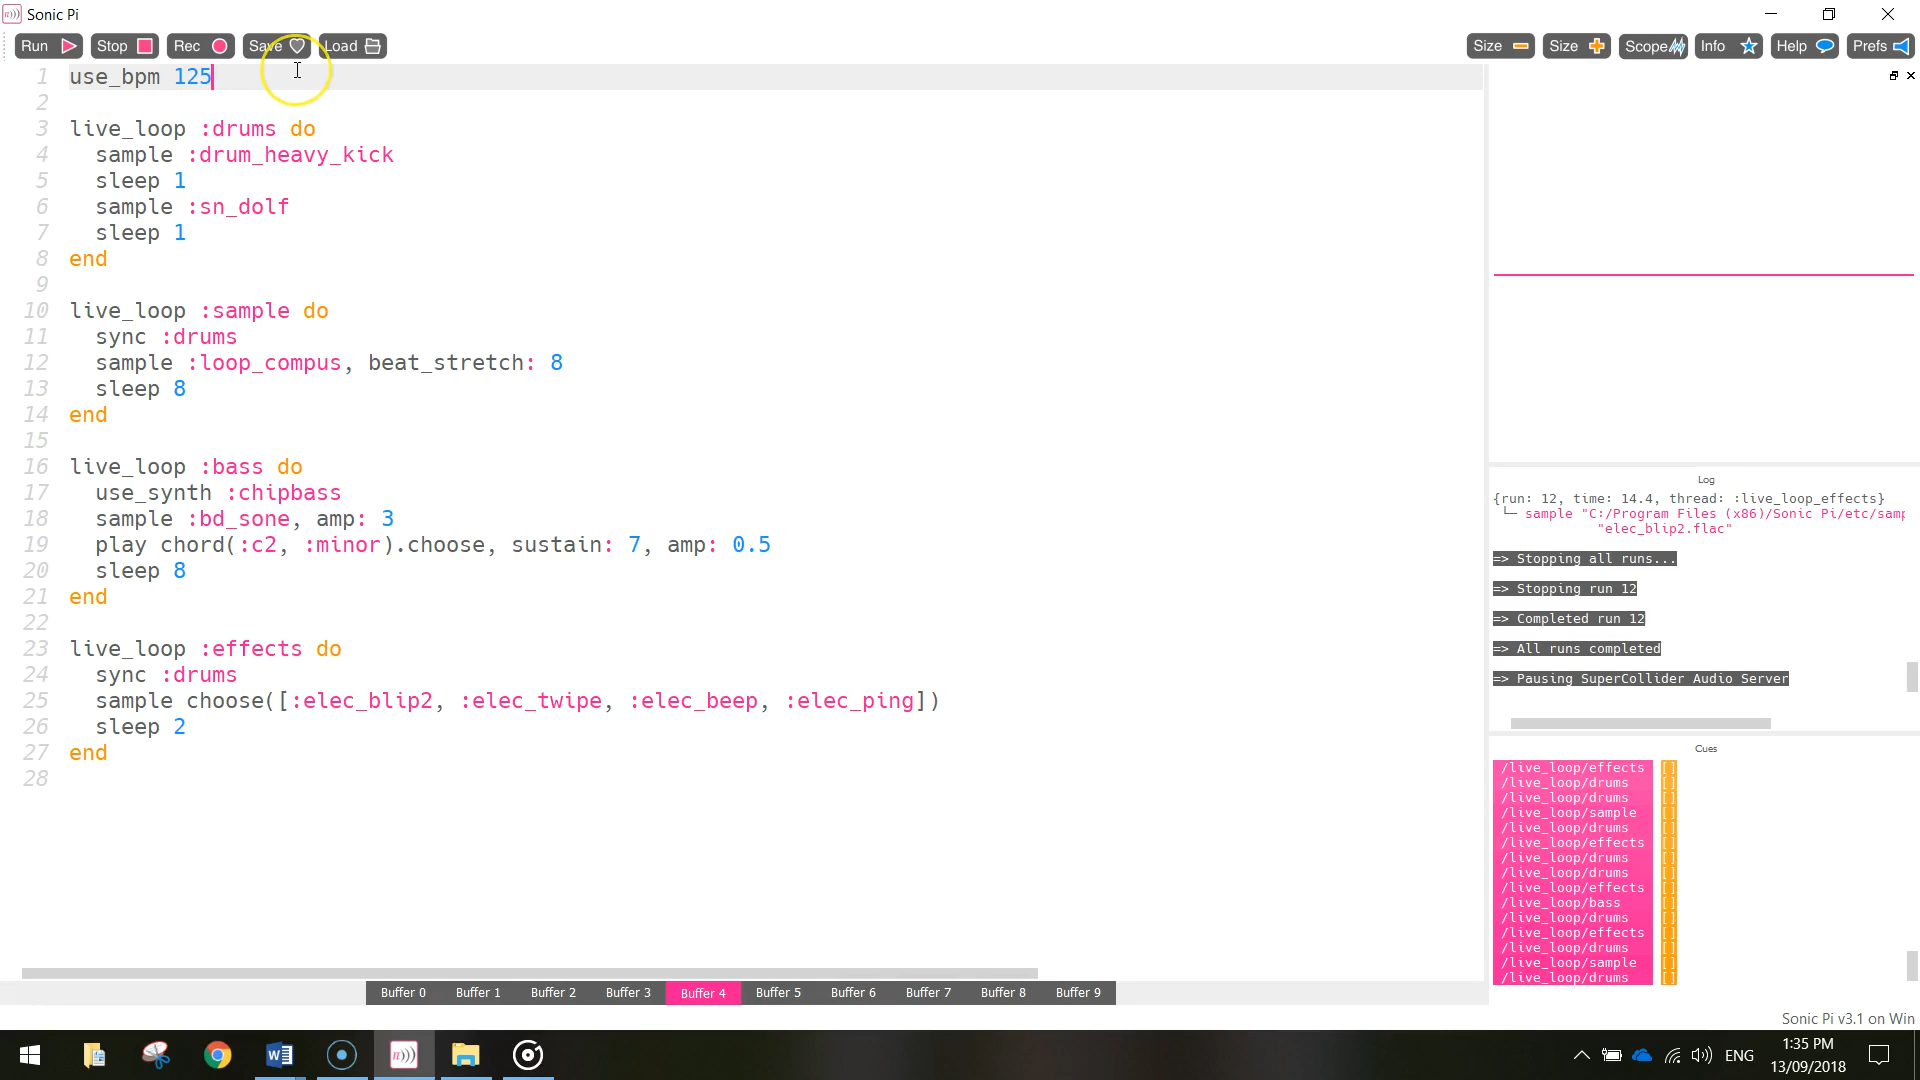 Sonic Pi
Run Stop Rec Save Load Size Size Scope Info Help Prefs
1 use_bpm 125
2
3 live_loop :drums do
4 sample :drum_heavy_kick
5 sleep 1
6 sample :sn_dolf
7 sleep 1
8 end
9
10 live_loop :sample do
11 sync :drums
12 sample :loop_compus, beat_stretch: 8
13 sleep 8
14 end
15
16 live_loop :bass do
17 use_synth :chipbass
18 sample :bd_sone, amp: 3
19 play chord(:c2, :minor).choose, sustain: 7, amp: 0.5
20 sleep 8
21 end
22
23 live_loop :effects do
24 sync :drums
25 sample choose([:elec_blip2, :elec_twipe, :elec_beep, :elec_ping])
26 sleep 2
27 end
28
Log
{run: 12, time: 14.4, thread: :live_loop_effects}
└─ sample "C:/Program Files (x86)/Sonic Pi/etc/samp
"elec_blip2.flac"
=> Stopping all runs...
=> Stopping run 12
=> Completed run 12
=> All runs completed
=> Pausing SuperCollider Audio Server
Cues
/live_loop/effects []
/live_loop/drums []
/live_loop/drums []
/live_loop/sample []
/live_loop/drums []
/live_loop/effects []
/live_loop/drums []
/live_loop/drums []
/live_loop/effects []
/live_loop/bass []
/live_loop/drums []
/live_loop/effects []
/live_loop/drums []
/live_loop/sample []
/live_loop/drums []
Buffer 0 Buffer 1 Buffer 2 Buffer 3 Buffer 4 Buffer 5 Buffer 6 Buffer 7 Buffer 8 Buffer 9
Sonic Pi v3.1 on Win
ENG
1:35 PM
13/09/2018